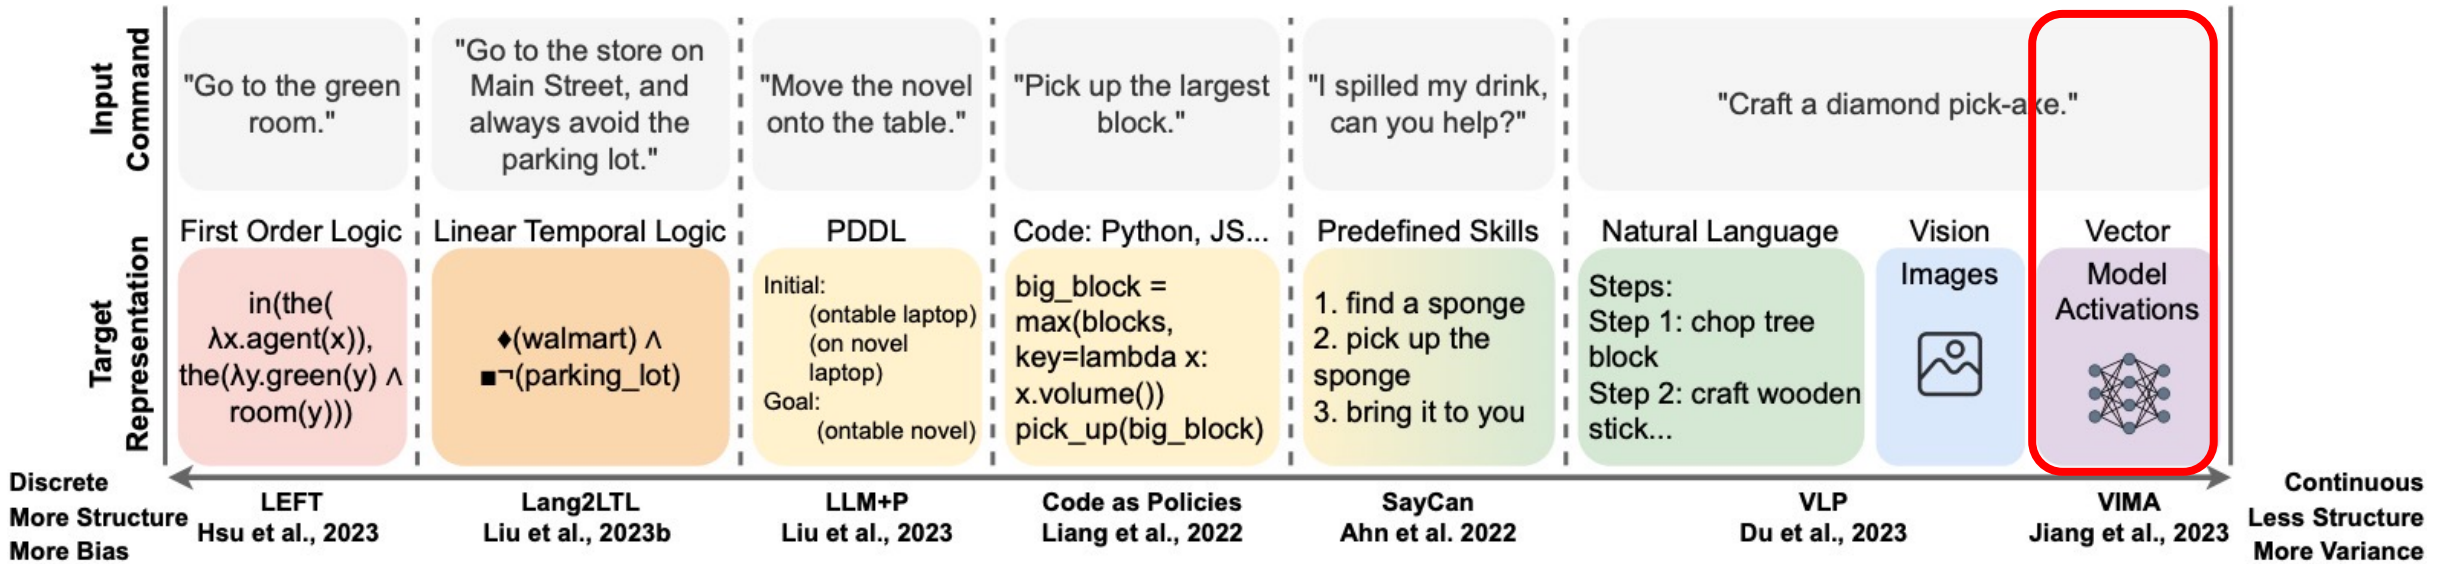 Input
Command
"Go to the green
room."
"Go to the store on
Main Street, and
always avoid the
parking lot."
"Move the novel
onto the table."
"Pick up the largest
block."
"I spilled my drink,
can you help?"
"Craft a diamond pick-axe."
Target
Representation
First Order Logic
in(the(
λx.agent(x)),
the(λy.green(y) ∧
room(y)))
Linear Temporal Logic
♦(walmart) ∧
■¬(parking_lot)
PDDL
Initial:
(ontable laptop)
(on novel
laptop)
Goal:
(ontable novel)
Code: Python, JS...
big_block =
max(blocks,
key=lambda x:
x.volume())
pick_up(big_block)
Predefined Skills
1. find a sponge
2. pick up the
sponge
3. bring it to you
Natural Language
Steps:
Step 1: chop tree
block
Step 2: craft wooden
stick...
Vision
Images
Vector
Model
Activations
Discrete
More Structure
More Bias
LEFT
Hsu et al., 2023
Lang2LTL
Liu et al., 2023b
LLM+P
Liu et al., 2023
Code as Policies
Liang et al., 2022
SayCan
Ahn et al. 2022
VLP
Du et al., 2023
VIMA
Jiang et al., 2023
Continuous
Less Structure
More Variance